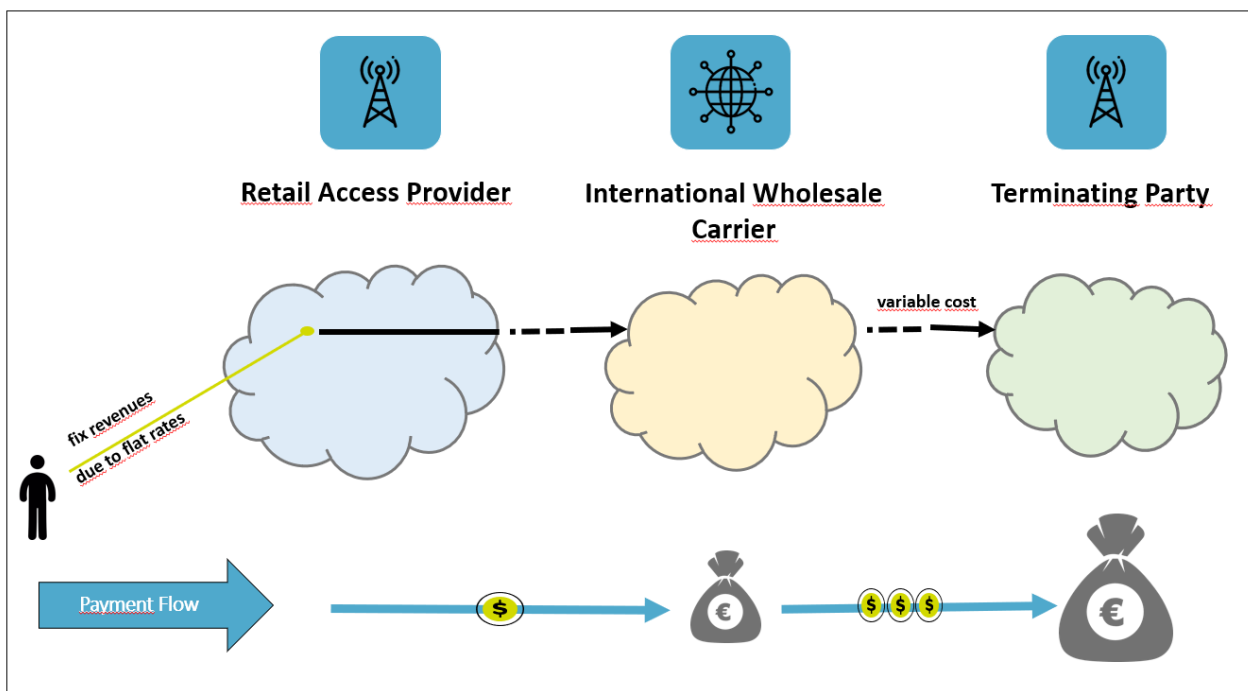 Retail Access Provider
International Wholesale
Carrier
Terminating Party
variable cost
fix revenues
due to flat rates
Payment Flow
$
€
$ $ $
€